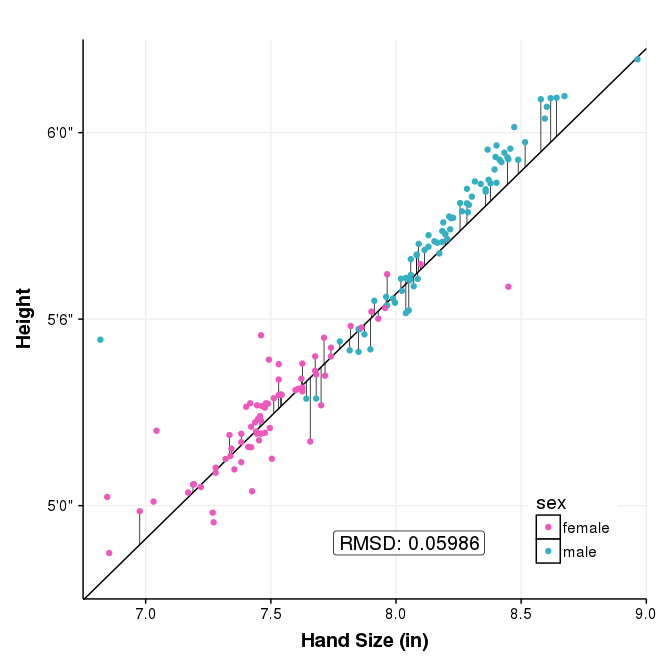 6'0"
5'6"
5'0"
Height
RMSD: 0.05986
sex
female
male
7.0 7.5 8.0 8.5 9.0
Hand Size (in)